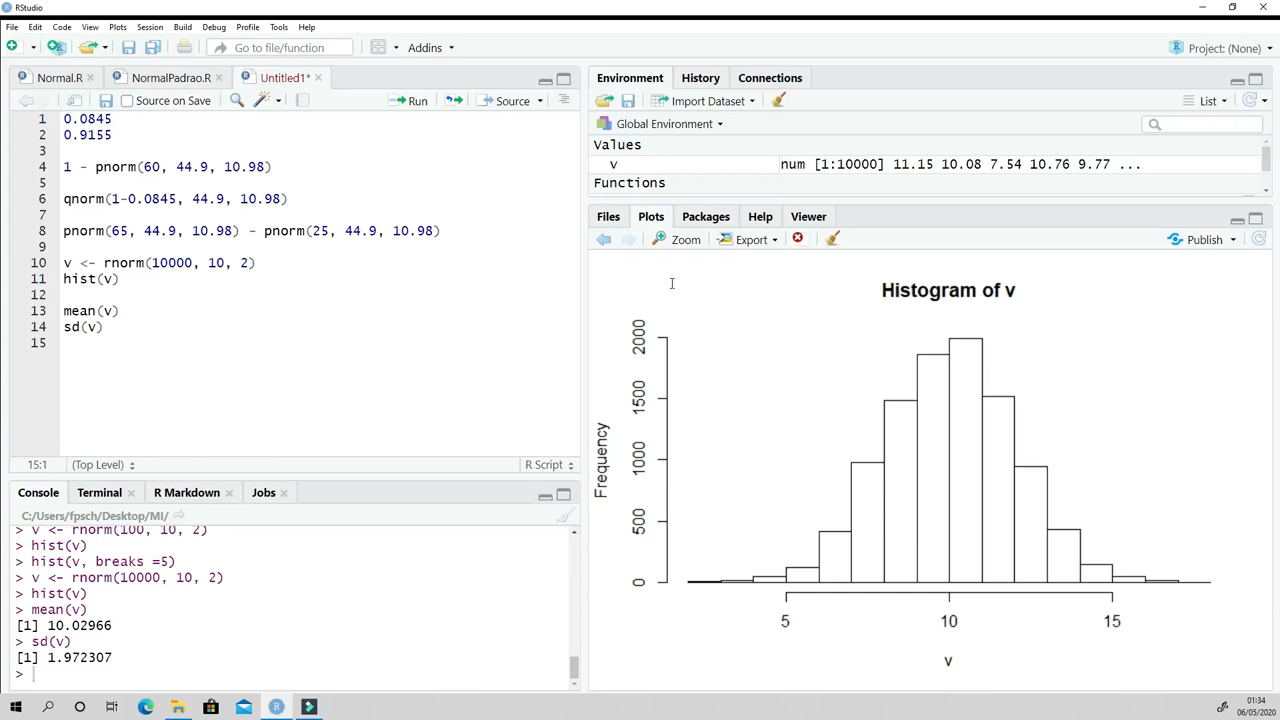 RStudio
File Edit Code View Plots Session Build Debug Profile Tools Help
Go to file/function Addins Project: (None)
Normal.R NormalPadrao.R Untitled1*
Source on Save Run Source
1 0.0845
2 0.9155
3
4 1 - pnorm(60, 44.9, 10.98)
5
6 qnorm(1-0.0845, 44.9, 10.98)
7
8 pnorm(65, 44.9, 10.98) - pnorm(25, 44.9, 10.98)
9
10 v <- rnorm(10000, 10, 2)
11 hist(v)
12
13 mean(v)
14 sd(v)
15
15:1 (Top Level) R Script
Console Terminal R Markdown Jobs
C:/Users/fpsch/Desktop/MI/
> v <- rnorm(100, 10, 2)
> hist(v)
> hist(v, breaks =5)
> v <- rnorm(10000, 10, 2)
> hist(v)
> mean(v)
[1] 10.02966
> sd(v)
[1] 1.972307
>
Environment History Connections
Import Dataset List
Global Environment
Values
v num [1:10000] 11.15 10.08 7.54 10.76 9.77 ...
Functions
Files Plots Packages Help Viewer
Zoom Export Publish
Histogram of v
Frequency
2000
1500
1000
500
0
5 10 15
v
01:34
06/05/2020